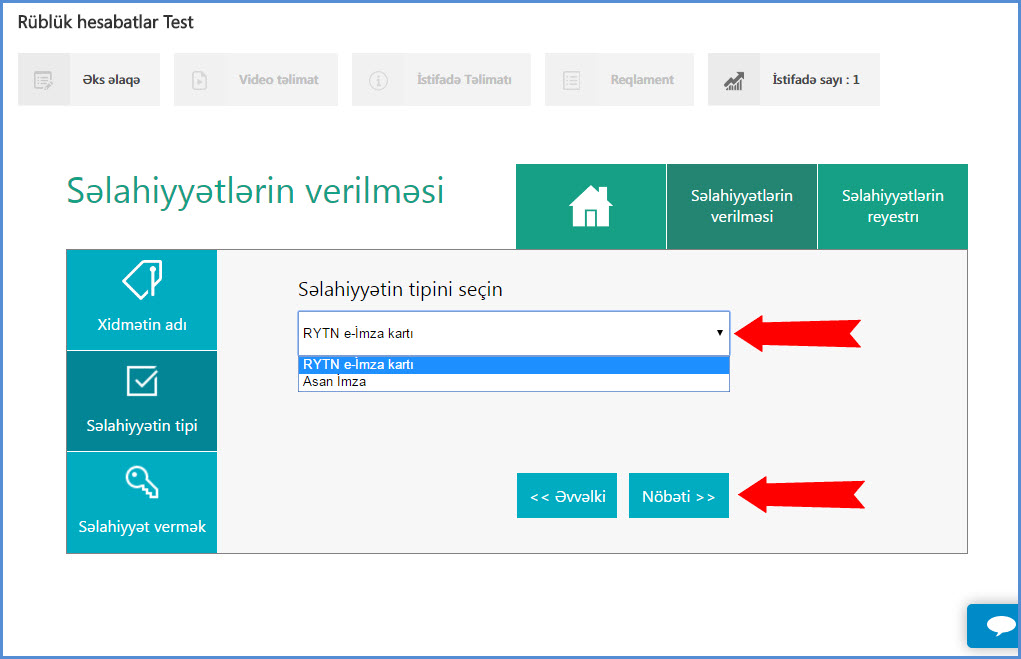 Rüblük hesabatlar Test
Əks əlaqə
Video təlimat
İstifadə Təlimatı
Reqlament
İstifadə sayı : 1
Səlahiyyətlərin verilməsi
Səlahiyyətlərin
verilməsi
Səlahiyyətlərin
reyestrı
Xidmətin adı
Səlahiyyətin tipi
Səlahiyyət vermək
Səlahiyyətin tipini seçin
RYTN e-İmza kartı
RYTN e-İmza kartı
Asan İmza
<< Əvvəlki
Nöbəti >>